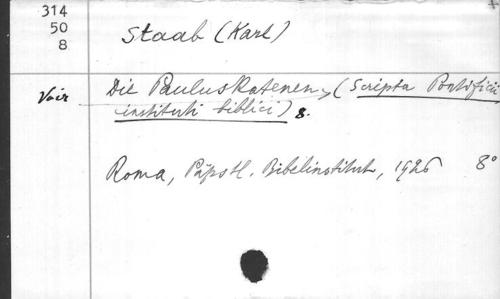 314
50
8
Staab (Karl)
Voir
Die Pauluskatenen, (Scripta Pontificii
instituti biblici) 8.
Roma, Päpstl. Bibelinstitut, 1926 8°